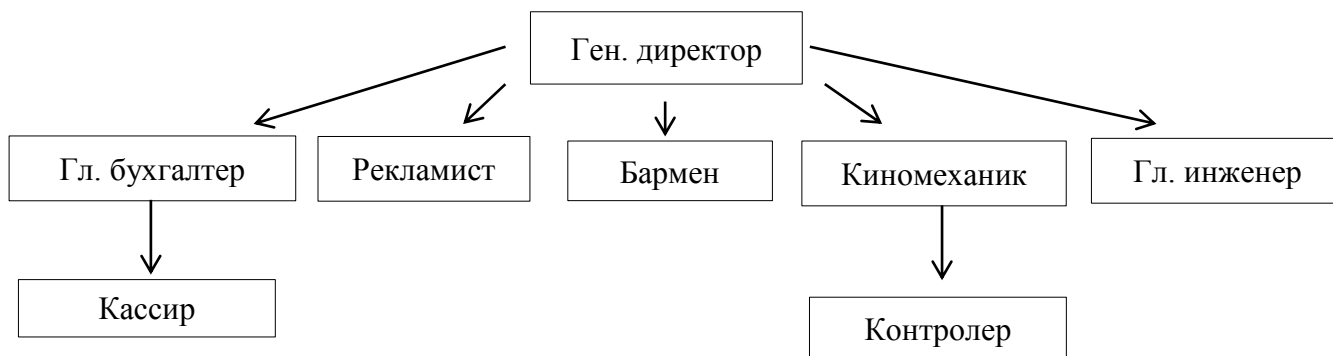 Ген. директор
Гл. бухгалтер
Рекламист
Бармен
Киномеханик
Гл. инженер
Кассир
Контролер